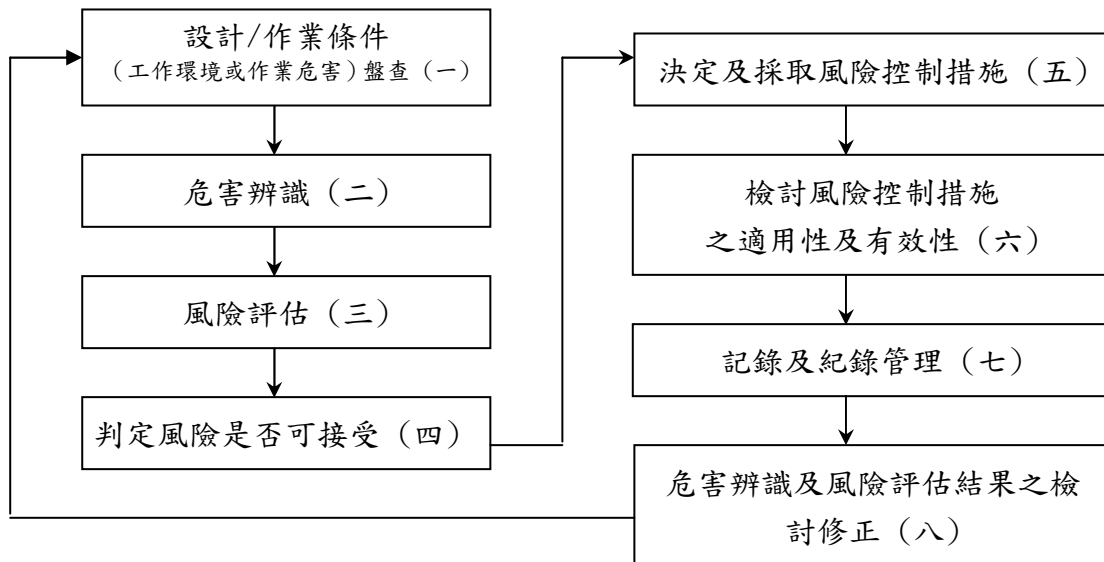 設計/作業條件
（工作環境或作業危害）盤查（一）
危害辨識（二）
風險評估（三）
判定風險是否可接受（四）
決定及採取風險控制措施（五）
檢討風險控制措施
之適用性及有效性（六）
記錄及紀錄管理（七）
危害辨識及風險評估結果之檢
討修正（八）